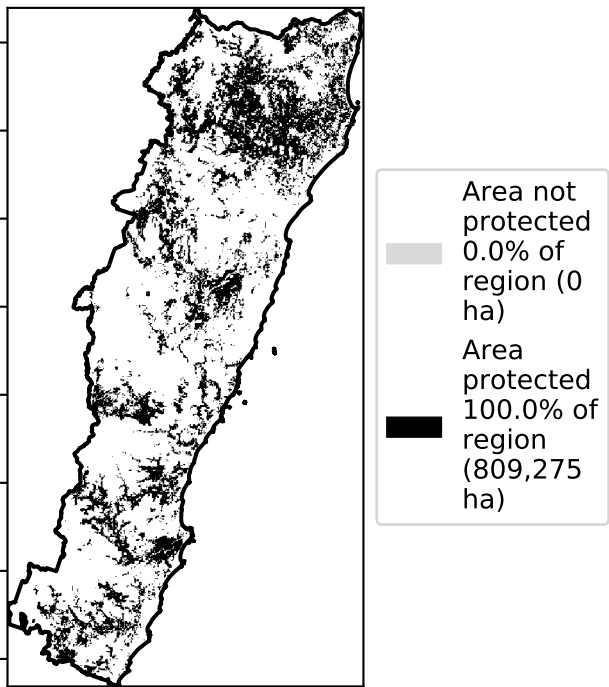 Area not
protected
0.0% of
region (0
ha)
Area
protected
100.0% of
region
(809,275
ha)